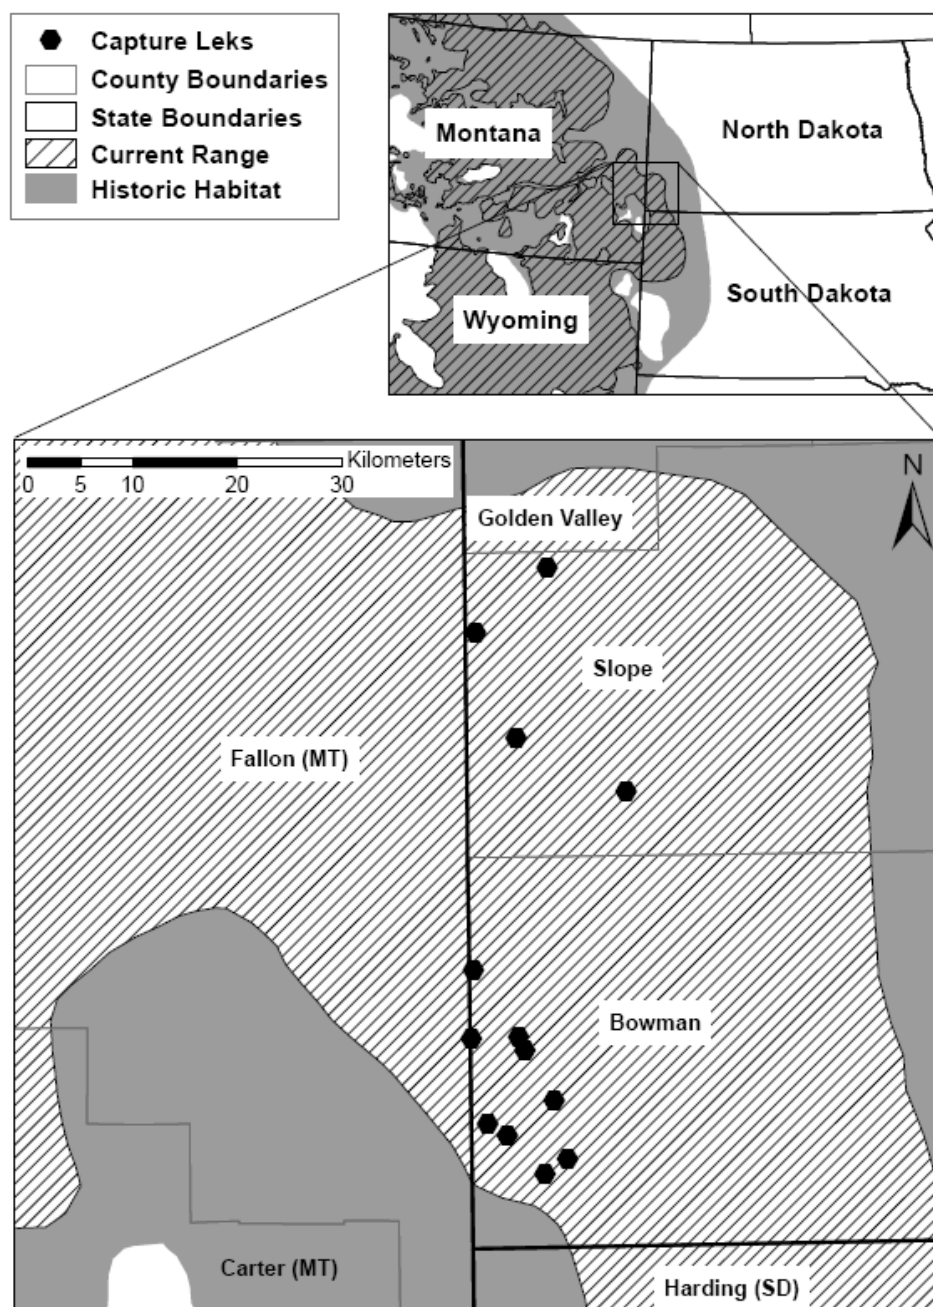 Capture Leks
County Boundaries
State Boundaries
Current Range
Historic Habitat
Montana
North Dakota
Wyoming
South Dakota
Kilometers
0 5 10 20 30
N
Golden Valley
Slope
Fallon (MT)
Bowman
Carter (MT)
Harding (SD)